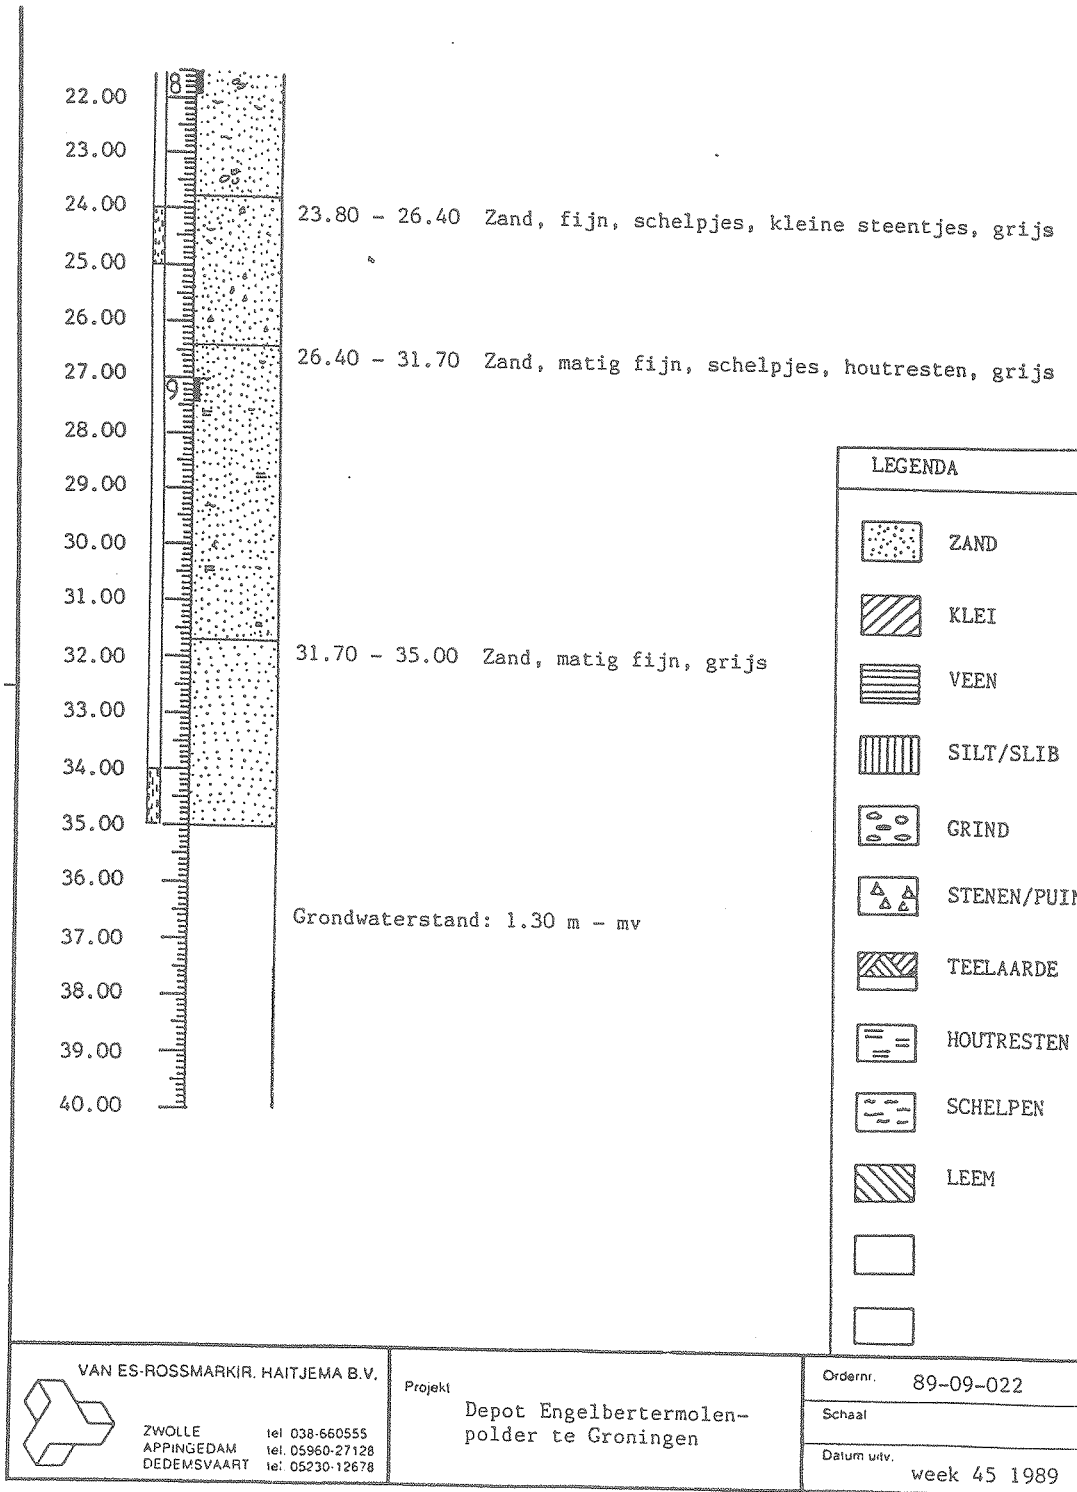 8
22.00
23.00
24.00
23.80 - 26.40 Zand, fijn, schelpjes, kleine steentjes, grijs
25.00
26.00
26.40 - 31.70 Zand, matig fijn, schelpjes, houtresten, grijs
27.00
9
28.00
29.00
30.00
31.00
32.00
31.70 - 35.00 Zand, matig fijn, grijs
33.00
34.00
35.00
36.00
Grondwaterstand: 1.30 m - mv
37.00
38.00
39.00
40.00
LEGENDA
ZAND
KLEI
VEEN
SILT/SLIB
GRIND
STENEN/PUIN
TEELAARDE
HOUTRESTEN
SCHELPEN
LEEM
VAN ES-ROSSMARKIR. HAITJEMA B.V.
ZWOLLE tel 038-660555
APPINGEDAM tel. 05960-27128
DEDEMSVAART tel. 05230-12678
Projekt
Depot Engelbertermolen-
polder te Groningen
Ordernr. 89-09-022
Schaal
Datum uitv.
week 45 1989